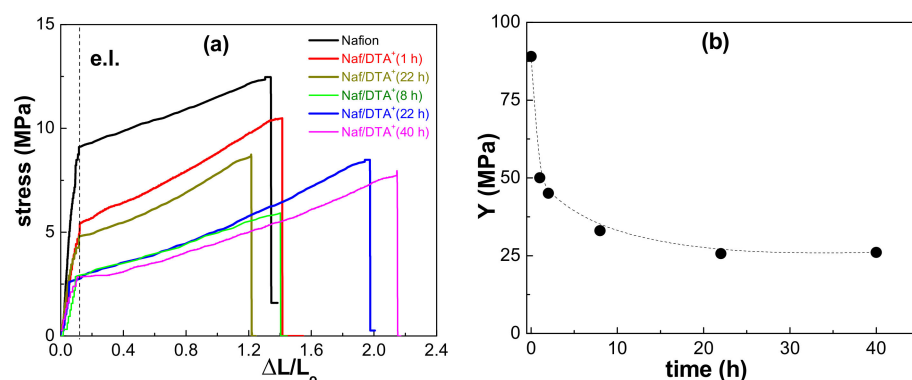 (a)
e.l.
Nafion
Naf/DTA⁺(1 h)
Naf/DTA⁺(22 h)
Naf/DTA⁺(8 h)
Naf/DTA⁺(22 h)
Naf/DTA⁺(40 h)
stress (MPa)
15
10
5
0
0.0 0.4 0.8 1.2 1.6 2.0 2.4
ΔL/Lₒ
(b)
Y (MPa)
100
75
50
25
0
0 10 20 30 40
time (h)